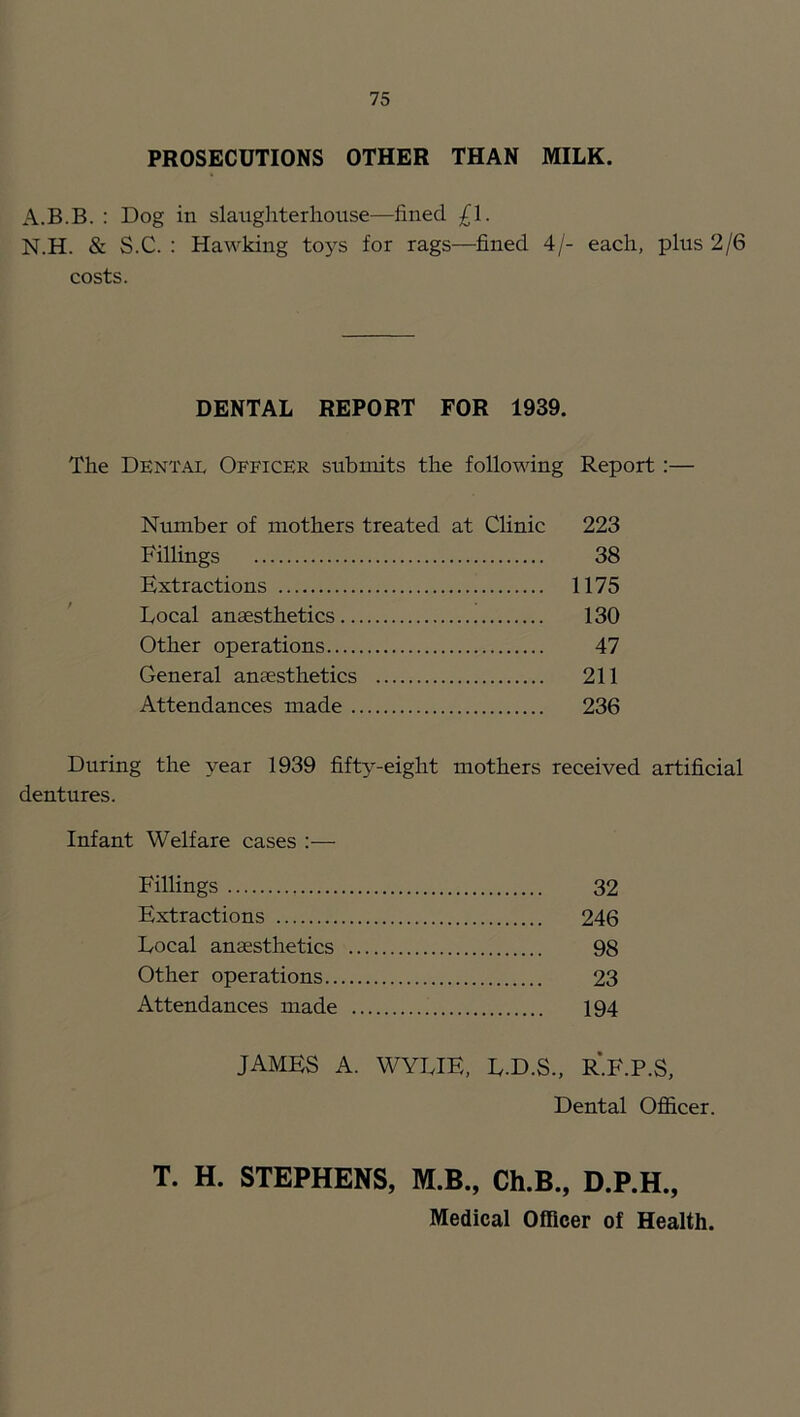 75
PROSECUTIONS OTHER THAN MILK.
A.B.B. : Dog in slaughterhouse—fined £1.
N.H. & S.C. : Hawking toys for rags—fined 4/- each, plus 2/6
costs.
DENTAL REPORT FOR 1939.
The Dental Officer submits the following Report :—
Number of mothers treated at Clinic 223
Fillings ........ 38
Extractions ........ 1175
Local anæsthetics ........ 130
Other operations ........ 47
General anæsthetics ........ 211
Attendances made ........ 236
During the year 1939 fifty-eight mothers received artificial
dentures.
Infant Welfare cases :—
Fillings ........ 32
Extractions ........ 246
Local anæsthetics ........ 98
Other operations ........ 23
Attendances made ........ 194
JAMES A. WYLIE, L.D.S., R.F.P.S,
Dental Officer.
T. H. STEPHENS, M.B., Ch.B., D.P.H.,
Medical Officer of Health.